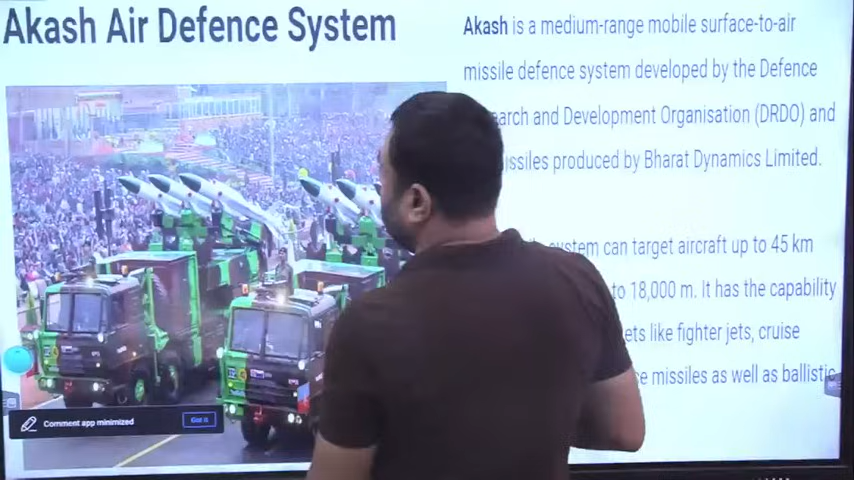 Akash Air Defence System
Akash is a medium-range mobile surface-to-air
missile defence system developed by the Defence
and Development Organisation (DRDO) and
produced by Bharat Dynamics Limited.
system can target aircraft up to 45 km
to 18,000 m. It has the capability
like fighter jets, cruise
missiles as well as ballistic
Comment app minimized
Got it